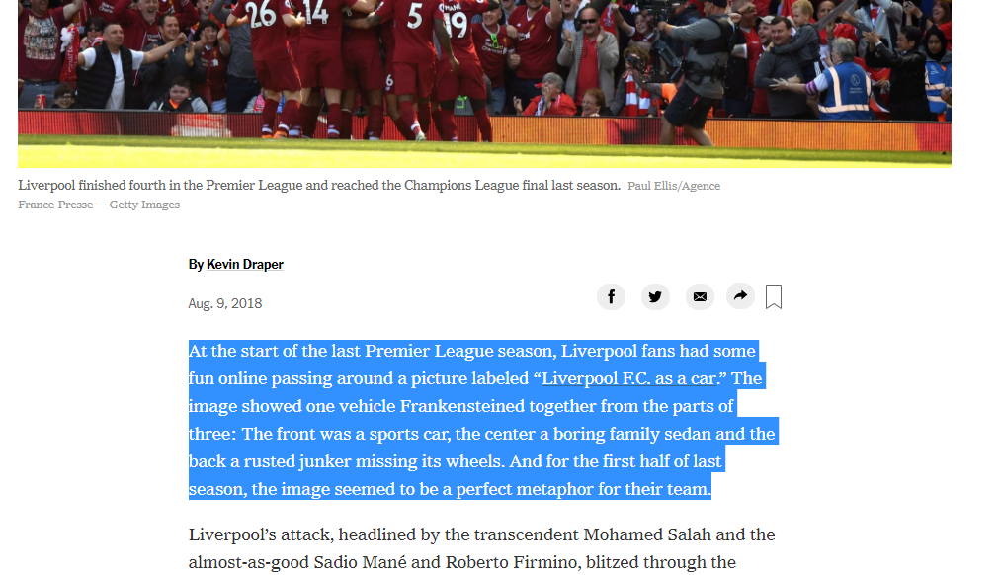 26
14
5
MANÉ
19
6
Liverpool finished fourth in the Premier League and reached the Champions League final last season. Paul Ellis/Agence
France-Presse — Getty Images
By Kevin Draper
Aug. 9, 2018
At the start of the last Premier League season, Liverpool fans had some
fun online passing around a picture labeled “Liverpool F.C. as a car.” The
image showed one vehicle Frankensteined together from the parts of
three: The front was a sports car, the center a boring family sedan and the
back a rusted junker missing its wheels. And for the first half of last
season, the image seemed to be a perfect metaphor for their team.
Liverpool’s attack, headlined by the transcendent Mohamed Salah and the
almost-as-good Sadio Mané and Roberto Firmino, blitzed through the